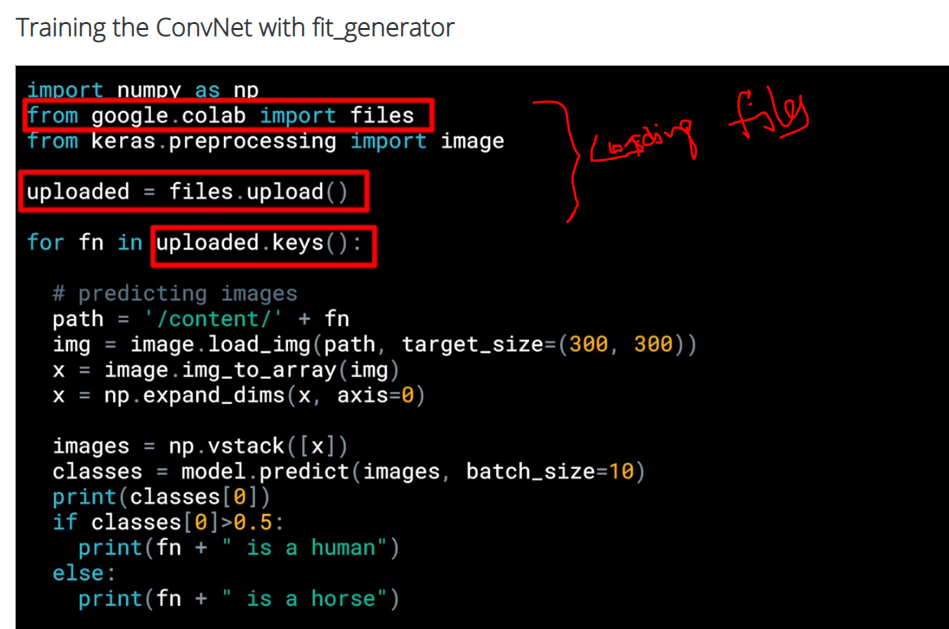 Training the ConvNet with fit_generator
import numpy as np
from google.colab import files
from keras.preprocessing import image
Loading files
uploaded = files.upload()
for fn in uploaded.keys():
# predicting images
path = '/content/' + fn
img = image.load_img(path, target_size=(300, 300))
x = image.img_to_array(img)
x = np.expand_dims(x, axis=0)
images = np.vstack([x])
classes = model.predict(images, batch_size=10)
print(classes[0])
if classes[0]>0.5:
print(fn + " is a human")
else:
print(fn + " is a horse")